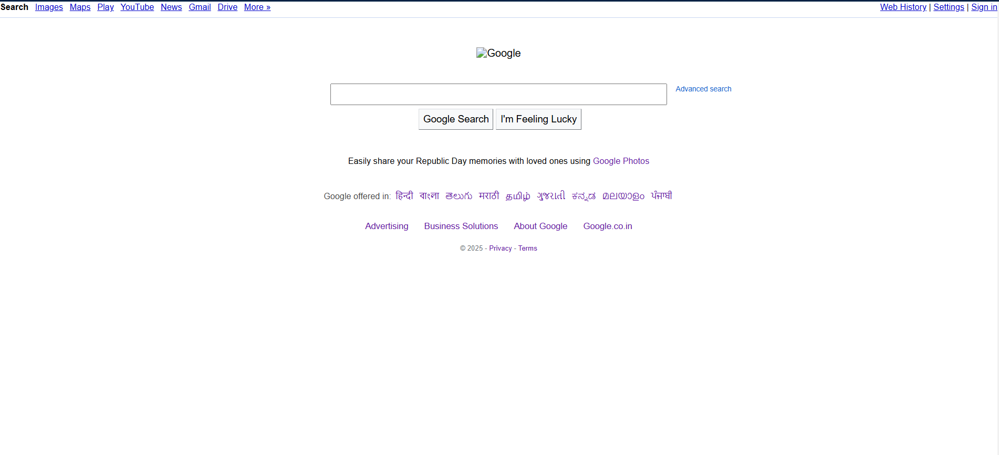 Search Images Maps Play YouTube News Gmail Drive More » Web History | Settings | Sign in
Google
Advanced search
Google Search I'm Feeling Lucky
Easily share your Republic Day memories with loved ones using Google Photos
Google offered in: हिन्दी বাংলা తెలుగు मराठी தமிழ் ગુજરાતી ಕನ್ನಡ മലയാളം ਪੰਜਾਬੀ
Advertising Business Solutions About Google Google.co.in
© 2025 - Privacy - Terms